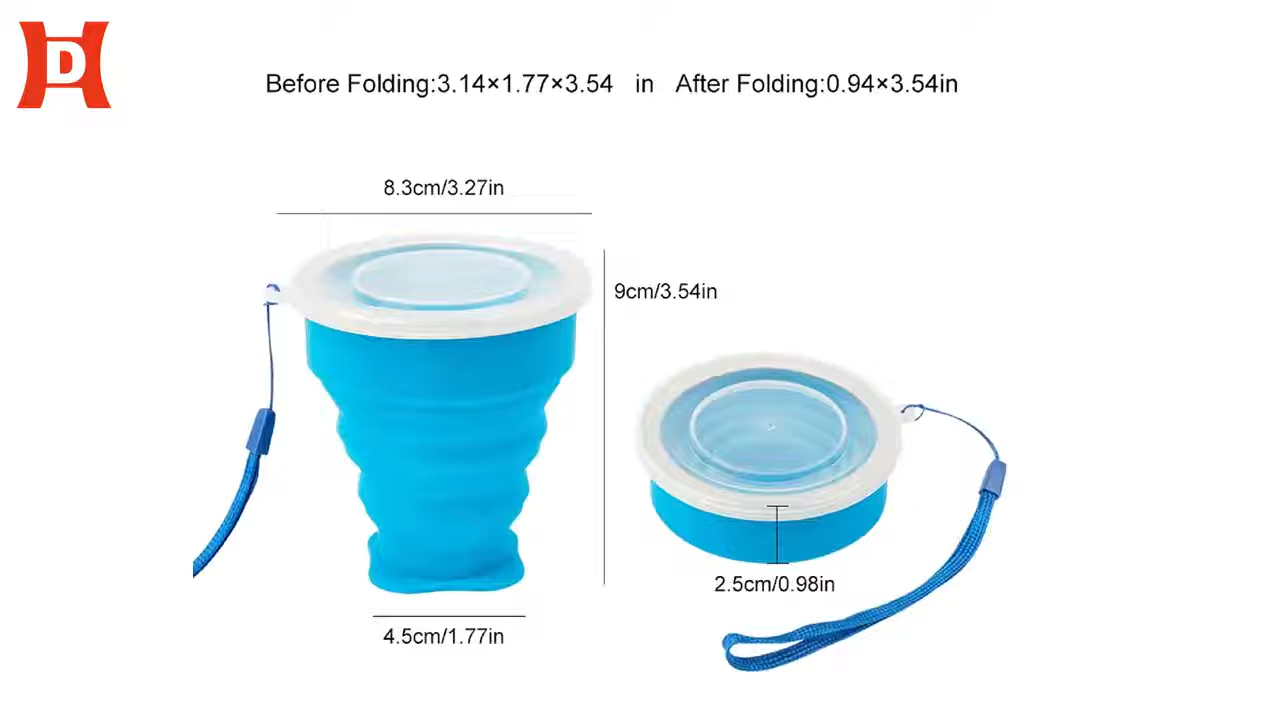 D
Before Folding:3.14×1.77×3.54 in After Folding:0.94×3.54in
8.3cm/3.27in
9cm/3.54in
2.5cm/0.98in
4.5cm/1.77in